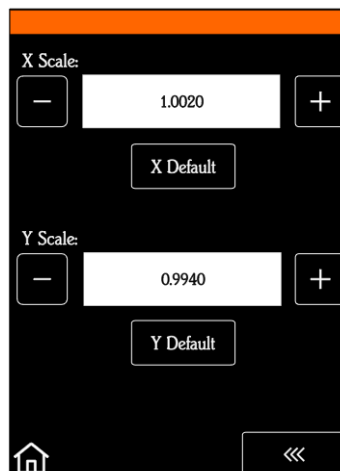 X Scale:
− 1.0020 +
X Default
Y Scale:
− 0.9940 +
Y Default
<<<